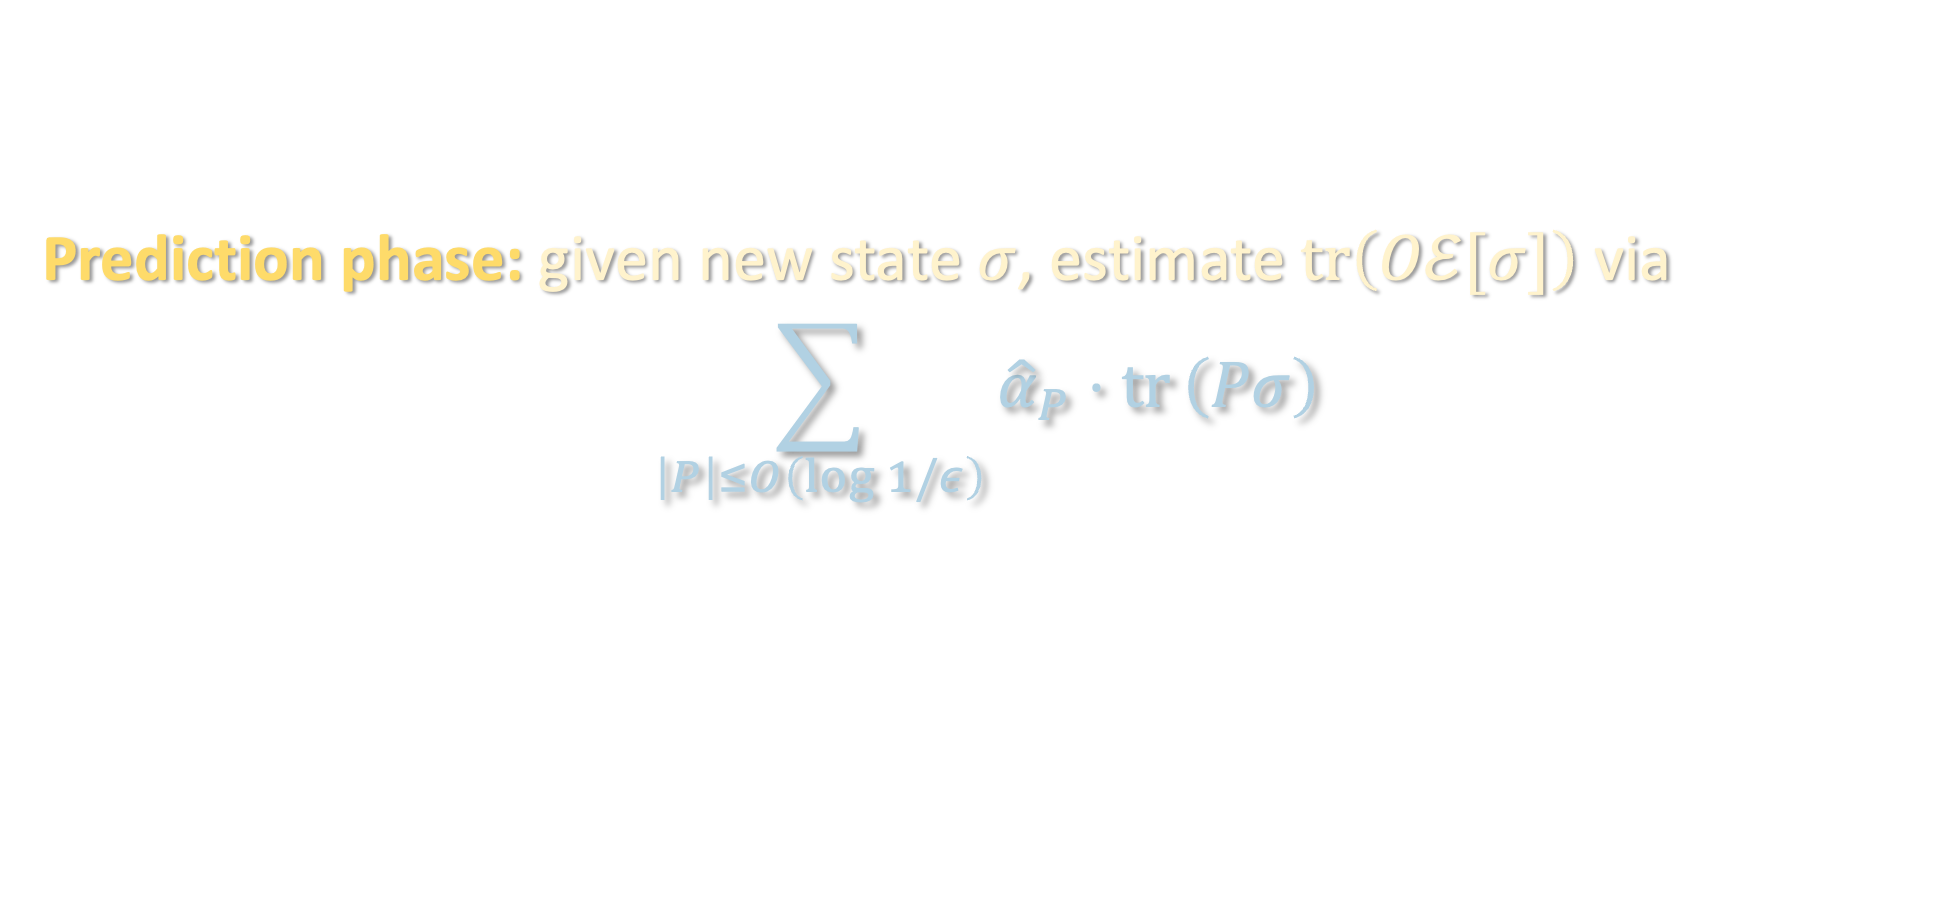 Prediction phase: given new state 𝜎, estimate tr(𝑂ℰ[𝜎]) via
∑ α̂_P · tr (Pσ)
|P|≤O(log 1/ϵ)